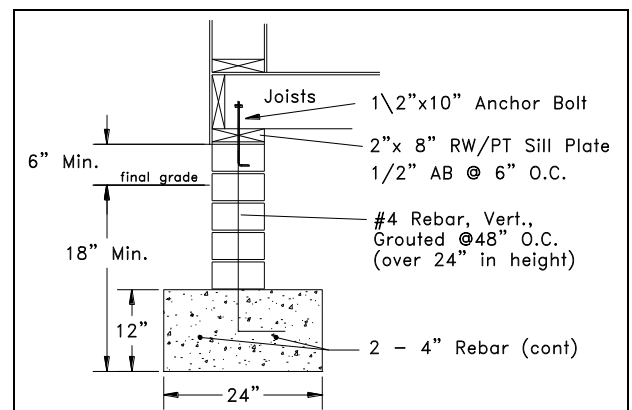 Joists
1\2"x10" Anchor Bolt
2"x 8" RW/PT Sill Plate
1/2" AB @ 6" O.C.
6" Min.
final grade
#4 Rebar, Vert.,
Grouted @48" O.C.
(over 24" in height)
18" Min.
12"
2 - 4" Rebar (cont)
24"